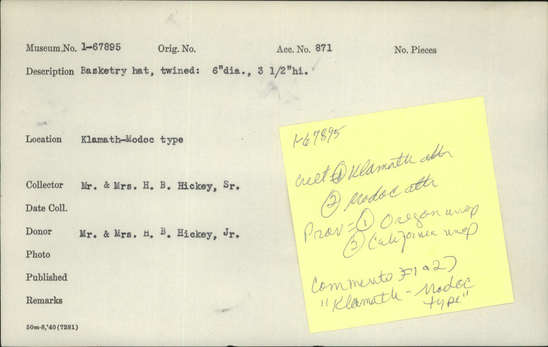 Museum.No. 1-67895 Orig. No. Acc. No. 871 No. Pieces
Description Basketry hat, twined: 6"dia., 3 1/2"hi.
Location Klamath-Modoc type
Collector Mr. & Mrs. H. B. Hickey, Sr.
Date Coll.
Donor Mr. & Mrs. H. B. Hickey, Jr.
Photo
Published
Remarks
50m-8,'40(7281)
1-67895
Cult ① Klamath attr
② Modoc attr
Prov = ① Oregon unsp
② California unsp
Comments
"Klamath - Modoc
type"